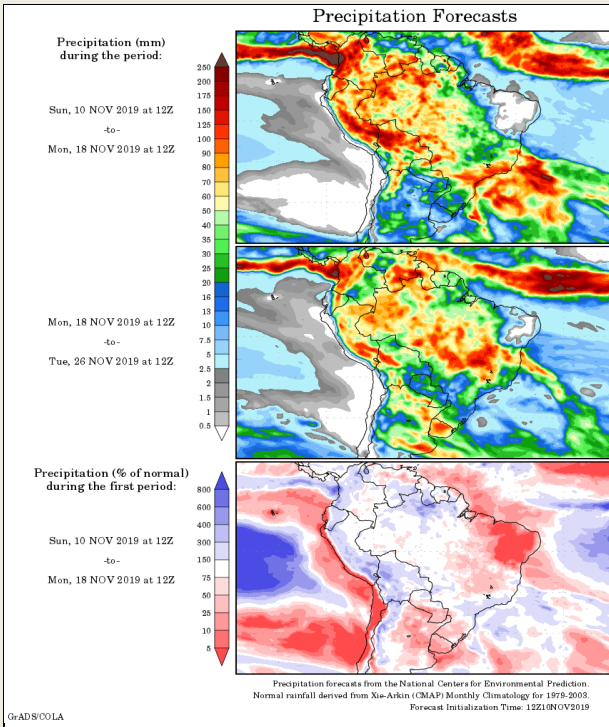 Precipitation Forecasts
Precipitation (mm)
during the period:
Sun, 10 NOV 2019 at 12Z
-to-
Mon, 18 NOV 2019 at 12Z
250
200
175
150
125
100
90
80
70
60
50
40
35
30
25
20
16
13
10
7.5
5
2.5
2
1.5
1
0.5
Mon, 18 NOV 2019 at 12Z
-to-
Tue, 26 NOV 2019 at 12Z
Precipitation (% of normal)
during the first period:
Sun, 10 NOV 2019 at 12Z
-to-
Mon, 18 NOV 2019 at 12Z
800
600
400
300
150
75
50
25
10
5
Precipitation forecasts from the National Centers for Environmental Prediction.
Normal rainfall derived from Xie-Arkin (CMAP) Monthly Climatology for 1979-2003.
Forecast Initialization Time: 12Z10NOV2019
GrADS/COLA